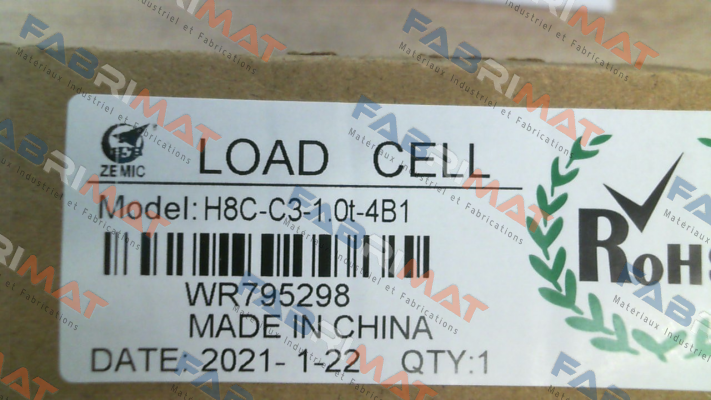 ZEMIC
LOAD CELL
Model: H8C-C3-1.0t-4B1
WR795298
MADE IN CHINA
DATE: 2021- 1-22 QTY:1
RoHS
FABRIMAT
Matériaux Industriel et Fabrications